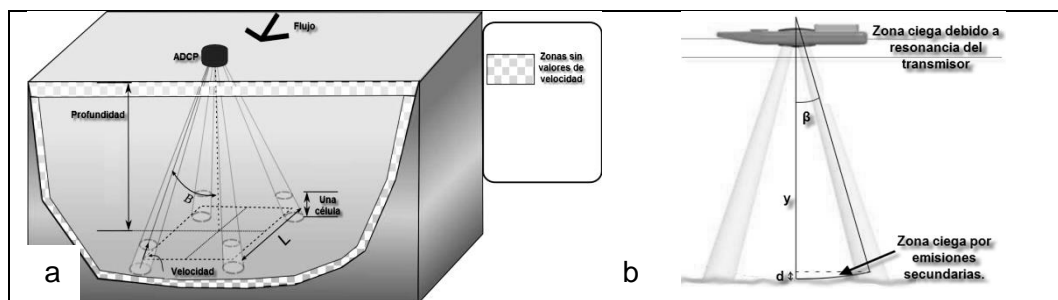 Flujo
ADCP
Zonas sin
valores de
velocidad
Profundidad
B
Una
célula
L
Velocidad
a
Zona ciega debido a
resonancia del
transmisor
β
y
Zona ciega por
emisiones
secundarias.
d
b